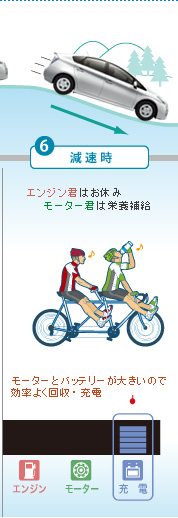 6
減速時
エンジン君はお休み
モーター君は栄養補給
モーターとバッテリーが大きいので
効率よく回収・充電
エンジン
モーター
充電